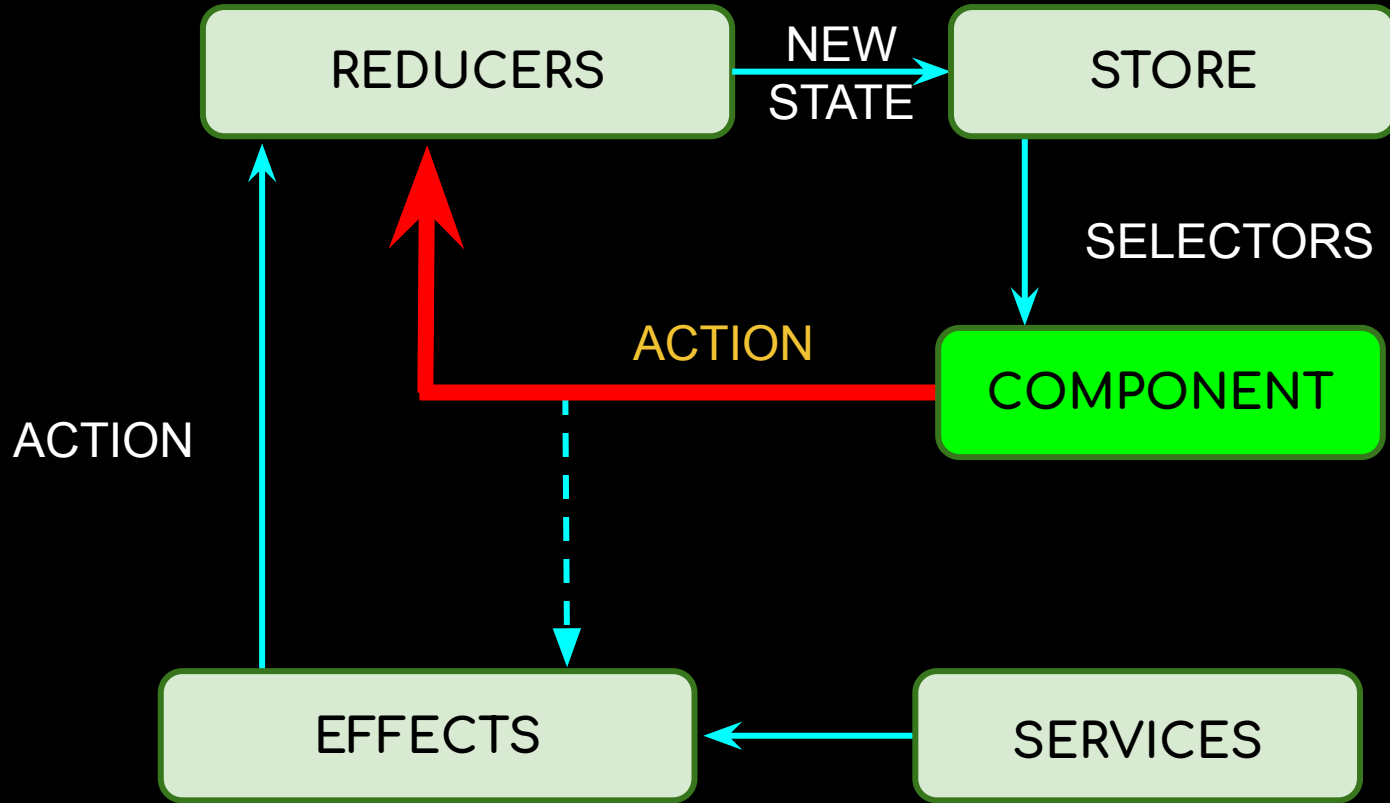 REDUCERS
NEW
STATE
STORE
SELECTORS
ACTION
COMPONENT
ACTION
EFFECTS
SERVICES